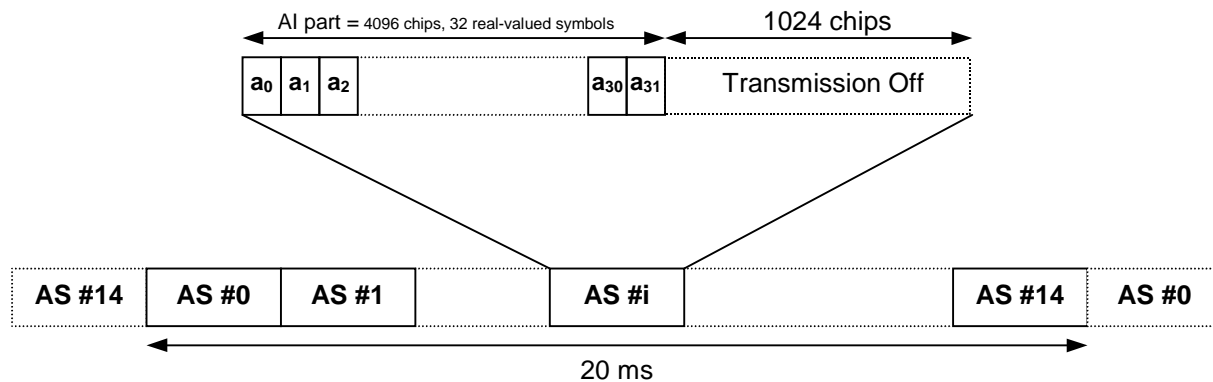 AI part = 4096 chips, 32 real-valued symbols
1024 chips
a0 a1 a2 a30 a31 Transmission Off
AS #14 AS #0 AS #1 AS #i AS #14 AS #0
20 ms